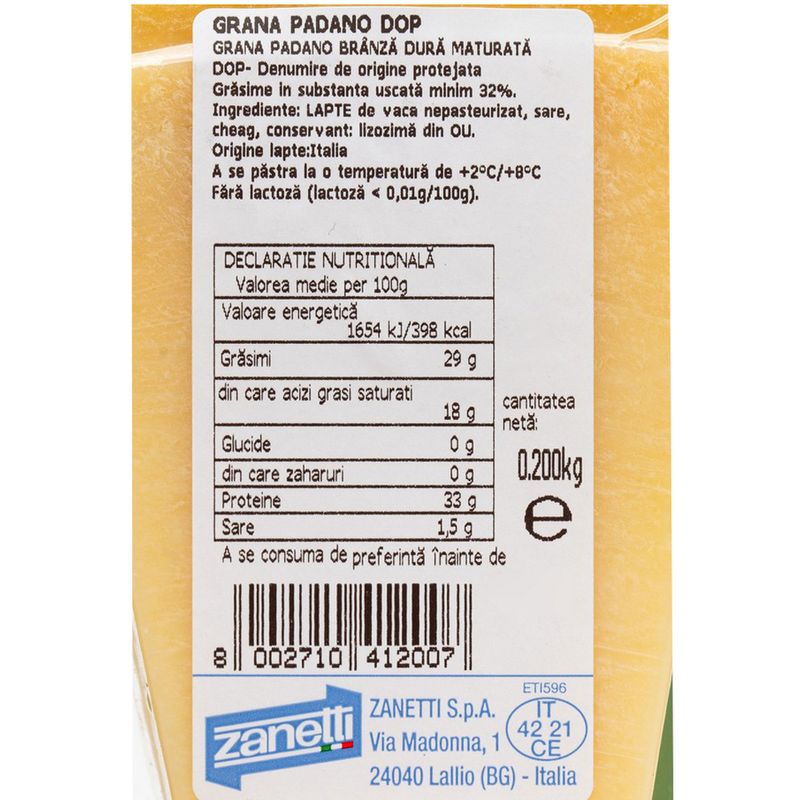 GRANA PADANO DOP
GRANA PADANO BRÂNZĂ DURĂ MATURATĂ
DOP- Denumire de origine protejata
Grăsime in substanta uscată minim 32%.
Ingrediente: LAPTE de vaca nepasteurizat, sare,
cheag, conservant: lizozimă din OU.
Origine lapte:Italia
A se păstra la o temperatură de +2°C/+8°C
Fără lactoză (lactoză < 0,01g/100g).
DECLARATIE NUTRITIONALĂ
Valorea medie per 100g
Valoare energetică
1654 kJ/398 kcal
Grăsimi 29 g
din care acizi grasi saturati
18 g
Glucide 0 g
din care zaharuri 0 g
Proteine 33 g
Sare 1,5 g
cantitatea
netă:
0.200kg
e
A se consuma de preferintă înainte de
8 002710 412007
zanetti
ZANETTI S.p.A.
Via Madonna, 1
24040 Lallio (BG) - Italia
ETI596
IT
42 21
CE